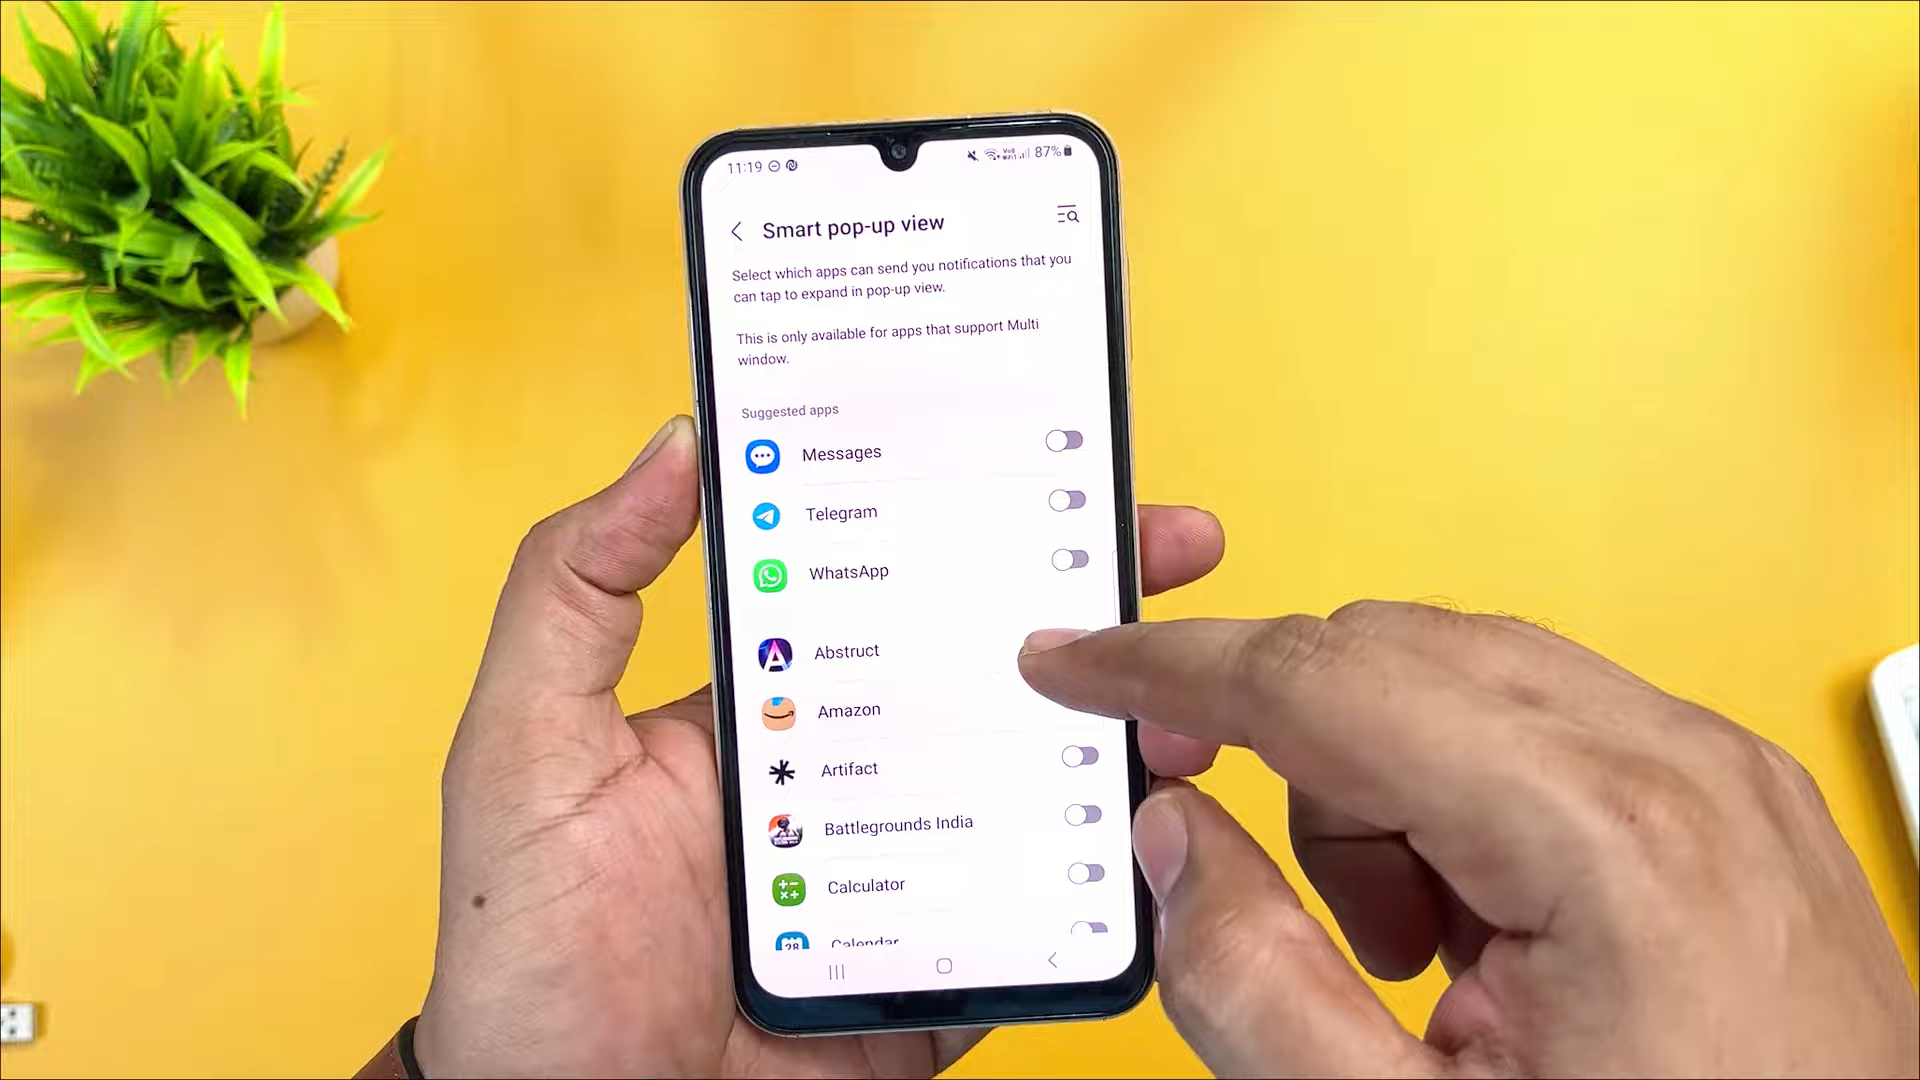 11:19
87%
Smart pop-up view
Select which apps can send you notifications that you
can tap to expand in pop-up view.
This is only available for apps that support Multi
window.
Suggested apps
Messages
Telegram
WhatsApp
Abstruct
Amazon
Artifact
Battlegrounds India
Calculator
28
Calendar